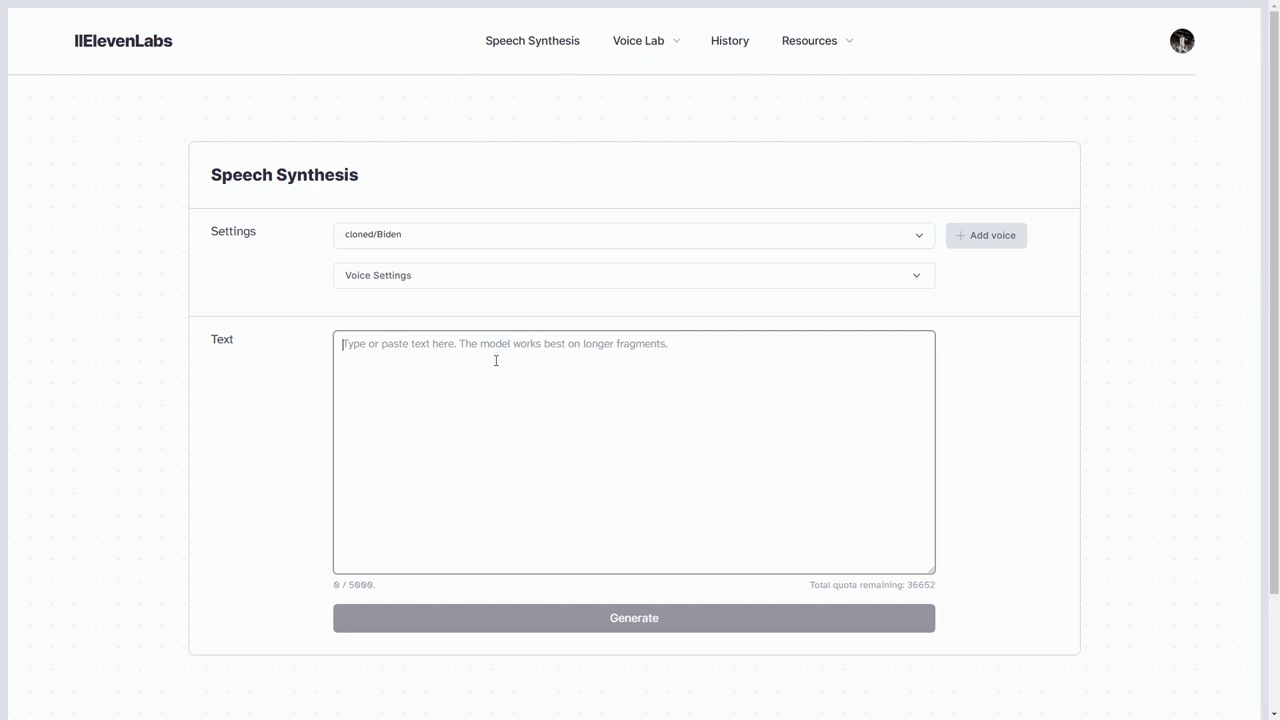 IIElevenLabs
Speech Synthesis
Voice Lab
History
Resources
Speech Synthesis
Settings
cloned/Biden
+ Add voice
Voice Settings
Text
Type or paste text here. The model works best on longer fragments.
0 / 5000.
Total quota remaining: 36652
Generate